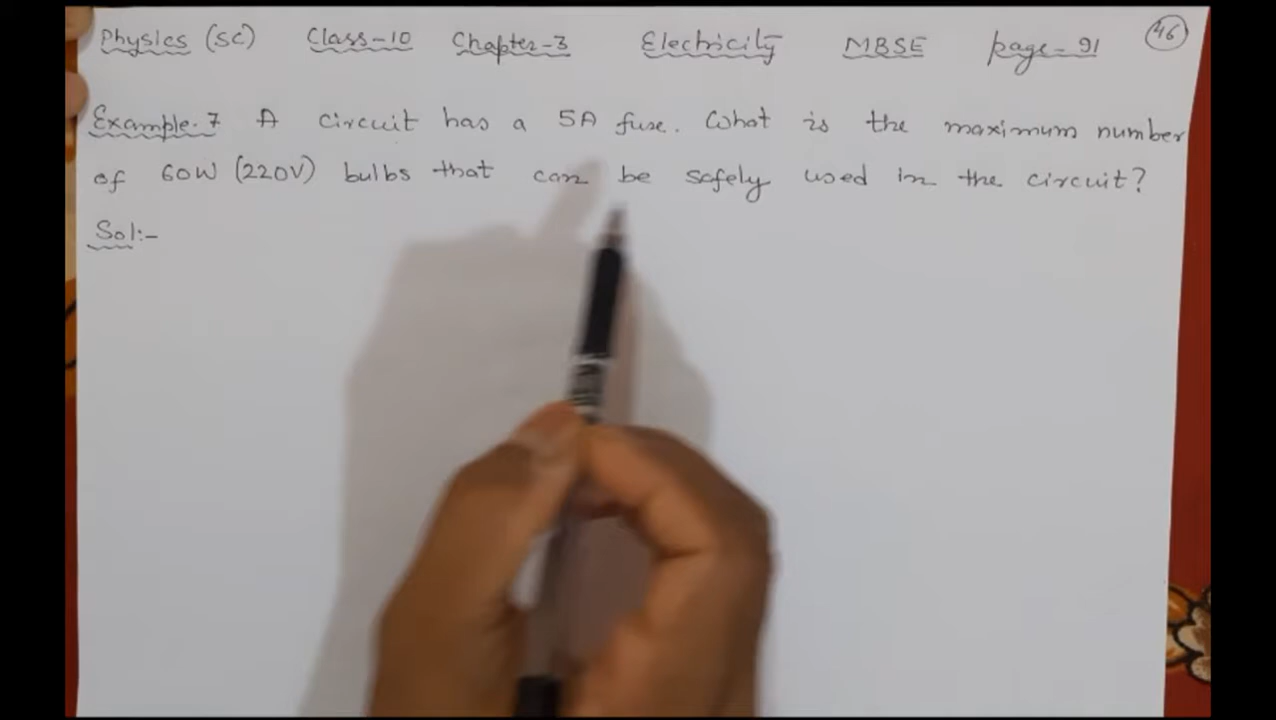 Physics (SC) Class-10 Chapter-3 Electricity MBSE page-91 46
Example-7 A circuit has a 5A fuse. What is the maximum number
of 60W (220V) bulbs that can be safely used in the circuit?
Sol:-